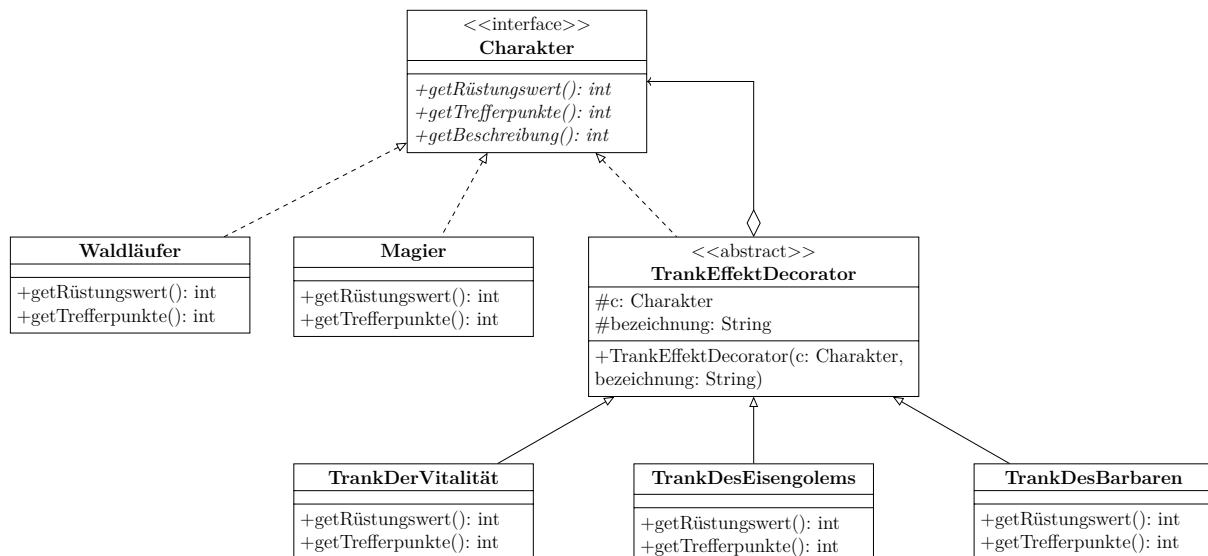 <<interface>>
Charakter
+getRüstungswert(): int
+getTrefferpunkte(): int
+getBeschreibung(): int
Waldläufer
+getRüstungswert(): int
+getTrefferpunkte(): int
Magier
+getRüstungswert(): int
+getTrefferpunkte(): int
<<abstract>>
TrankEffektDecorator
#c: Charakter
#bezeichnung: String
+TrankEffektDecorator(c: Charakter,
bezeichnung: String)
TrankDerVitalität
+getRüstungswert(): int
+getTrefferpunkte(): int
TrankDesEisengolems
+getRüstungswert(): int
+getTrefferpunkte(): int
TrankDesBarbaren
+getRüstungswert(): int
+getTrefferpunkte(): int